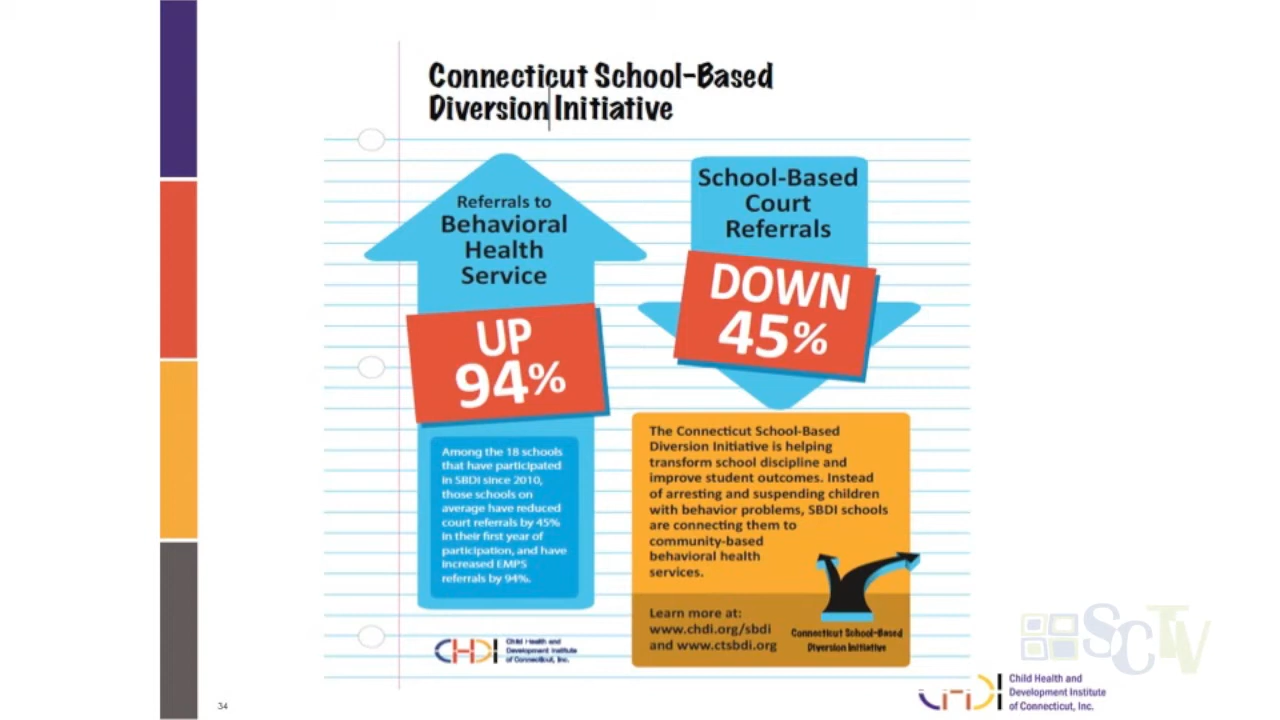 Connecticut School-Based
Diversion Initiative
Referrals to
Behavioral
Health
Service
UP
94%
Among the 18 schools
that have participated
in SBDI since 2010,
those schools on
average have reduced
court referrals by 45%
in their first year of
participation, and have
increased EMPS
referrals by 94%.
School-Based
Court
Referrals
DOWN
45%
The Connecticut School-Based
Diversion Initiative is helping
transform school discipline and
improve student outcomes. Instead
of arresting and suspending children
with behavior problems, SBDI schools
are connecting them to
community-based
behavioral health
services.
Learn more at:
www.chdi.org/sbdi
and www.ctsbdi.org
Connecticut School-Based
Diversion Initiative
CHDI
Child Health and
Development Institute
of Connecticut, Inc.
SCTV
CHDI
Child Health and
Development Institute
of Connecticut, Inc.
34